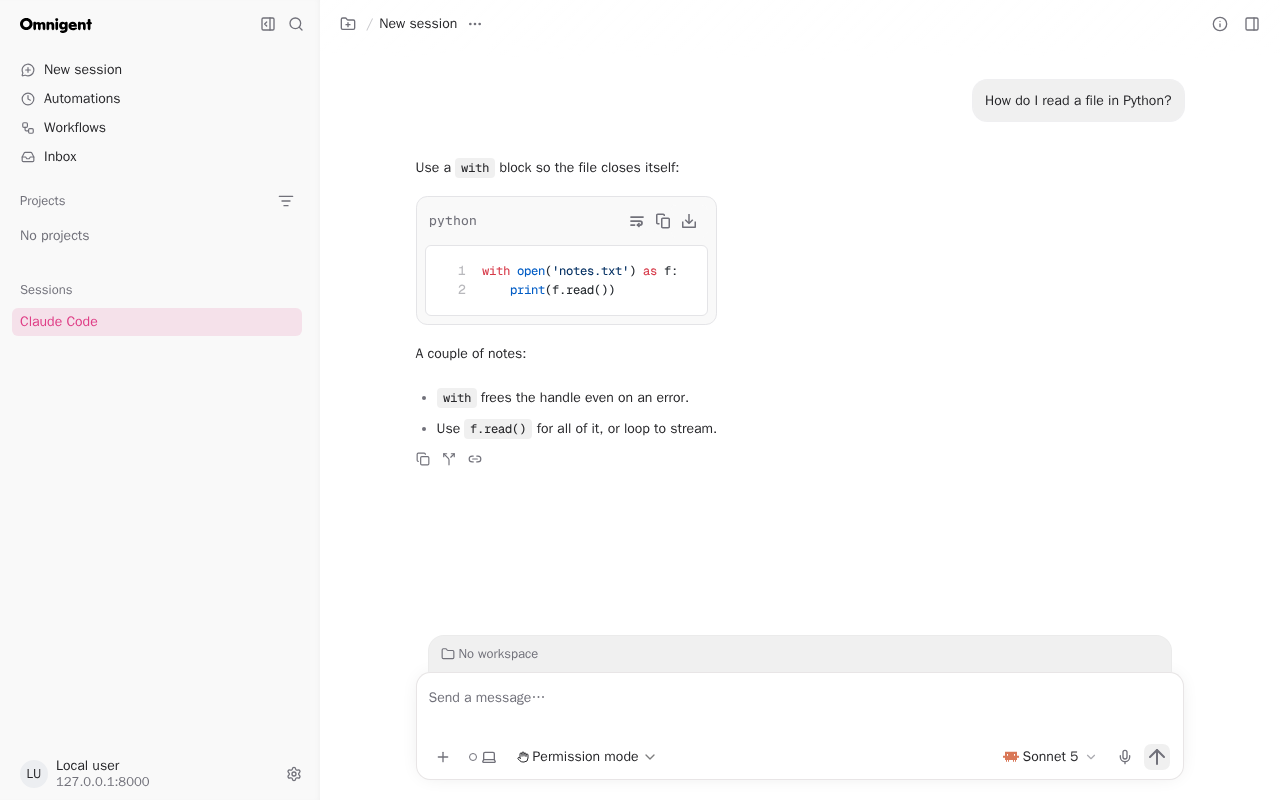 Omnigent
New session
Automations
Workflows
Inbox
Projects
No projects
Sessions
Claude Code
LU
Local user
127.0.0.1:8000
/ New session
How do I read a file in Python?
Use a with block so the file closes itself:
python
1 with open('notes.txt') as f:
2     print(f.read())
A couple of notes:
• with frees the handle even on an error.
• Use f.read() for all of it, or loop to stream.
No workspace
Send a message…
Permission mode
Sonnet 5